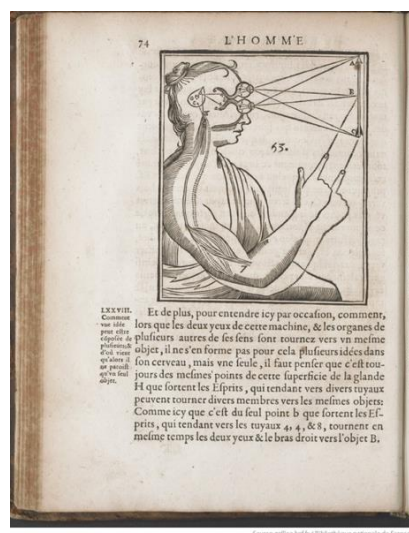 74
L'HOMME
A
B
C
53.
7
LXXVIII.
Comment
vne idée
peut estre
composée de
plusieurs; &
d'où vient
qu'alors il
ne paroist
qu'vn seul
objet.
Et de plus, pour entendre icy par occasion, comment,
lors que les deux yeux de cette machine, & les organes de
plusieurs autres de ses sens sont tournez vers vn mesme
objet, il ne s'en forme pas pour cela plusieurs idées dans
son cerveau, mais vne seule, il faut penser que c'est tou-
jours des mesmes points de cette superficie de la glande
H que sortent les Esprits, qui tendant vers divers tuyaux
peuvent tourner divers membres vers les mesmes objets:
Comme icy que c'est du seul point b que sortent les Es-
prits, qui tendant vers les tuyaux 4, 4, & 8, tournent en
mesme temps les deux yeux & le bras droit vers l'objet B.